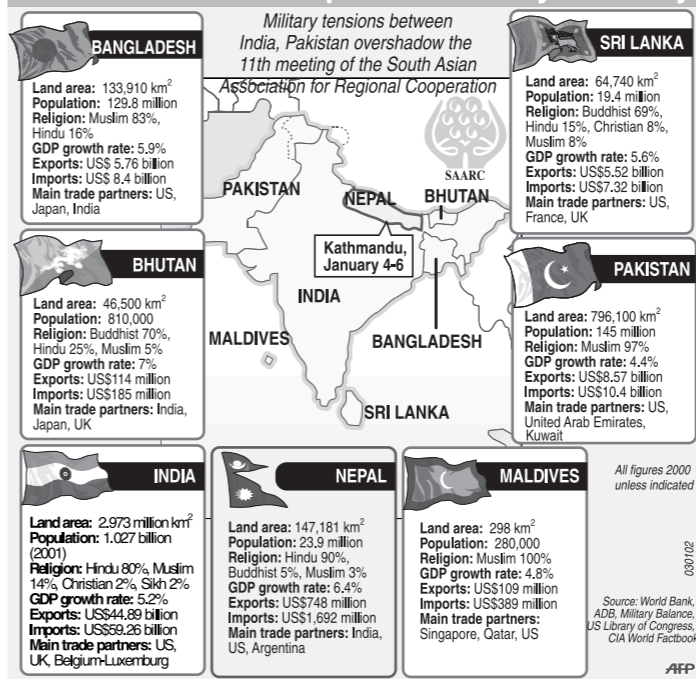 Military tensions between
India, Pakistan overshadow the
11th meeting of the South Asian
Association for Regional Cooperation
BANGLADESH
Land area: 133,910 km²
Population: 129.8 million
Religion: Muslim 83%,
Hindu 16%
GDP growth rate: 5.9%
Exports: US$ 5.76 billion
Imports: US$ 8.4 billion
Main trade partners: US,
Japan, India
SRI LANKA
Land area: 64,740 km²
Population: 19.4 million
Religion: Buddhist 69%,
Hindu 15%, Christian 8%,
Muslim 8%
GDP growth rate: 5.6%
Exports: US$5.52 billion
Imports: US$7.32 billion
Main trade partners: US,
France, UK
SAARC
PAKISTAN
NEPAL
BHUTAN
Kathmandu,
January 4-6
INDIA
MALDIVES
BANGLADESH
SRI LANKA
BHUTAN
Land area: 46,500 km²
Population: 810,000
Religion: Buddhist 70%,
Hindu 25%, Muslim 5%
GDP growth rate: 7%
Exports: US$114 million
Imports: US$185 million
Main trade partners: India,
Japan, UK
PAKISTAN
Land area: 796,100 km²
Population: 145 million
Religion: Muslim 97%
GDP growth rate: 4.4%
Exports: US$8.57 billion
Imports: US$10.4 billion
Main trade partners: US,
United Arab Emirates,
Kuwait
INDIA
Land area: 2.973 million km²
Population: 1.027 billion
(2001)
Religion: Hindu 80%, Muslim
14%, Christian 2%, Sikh 2%
GDP growth rate: 5.2%
Exports: US$44.89 billion
Imports: US$59.26 billion
Main trade partners: US,
UK, Belgium-Luxemburg
NEPAL
Land area: 147,181 km²
Population: 23.9 million
Religion: Hindu 90%,
Buddhist 5%, Muslim 3%
GDP growth rate: 6.4%
Exports: US$748 million
Imports: US$1,692 million
Main trade partners: India,
US, Argentina
MALDIVES
Land area: 298 km²
Population: 280,000
Religion: Muslim 100%
GDP growth rate: 4.8%
Exports: US$109 million
Imports: US$389 million
Main trade partners:
Singapore, Qatar, US
All figures 2000
unless indicated
030102
Source: World Bank,
ADB, Military Balance,
US Library of Congress,
CIA World Factbook
AFP